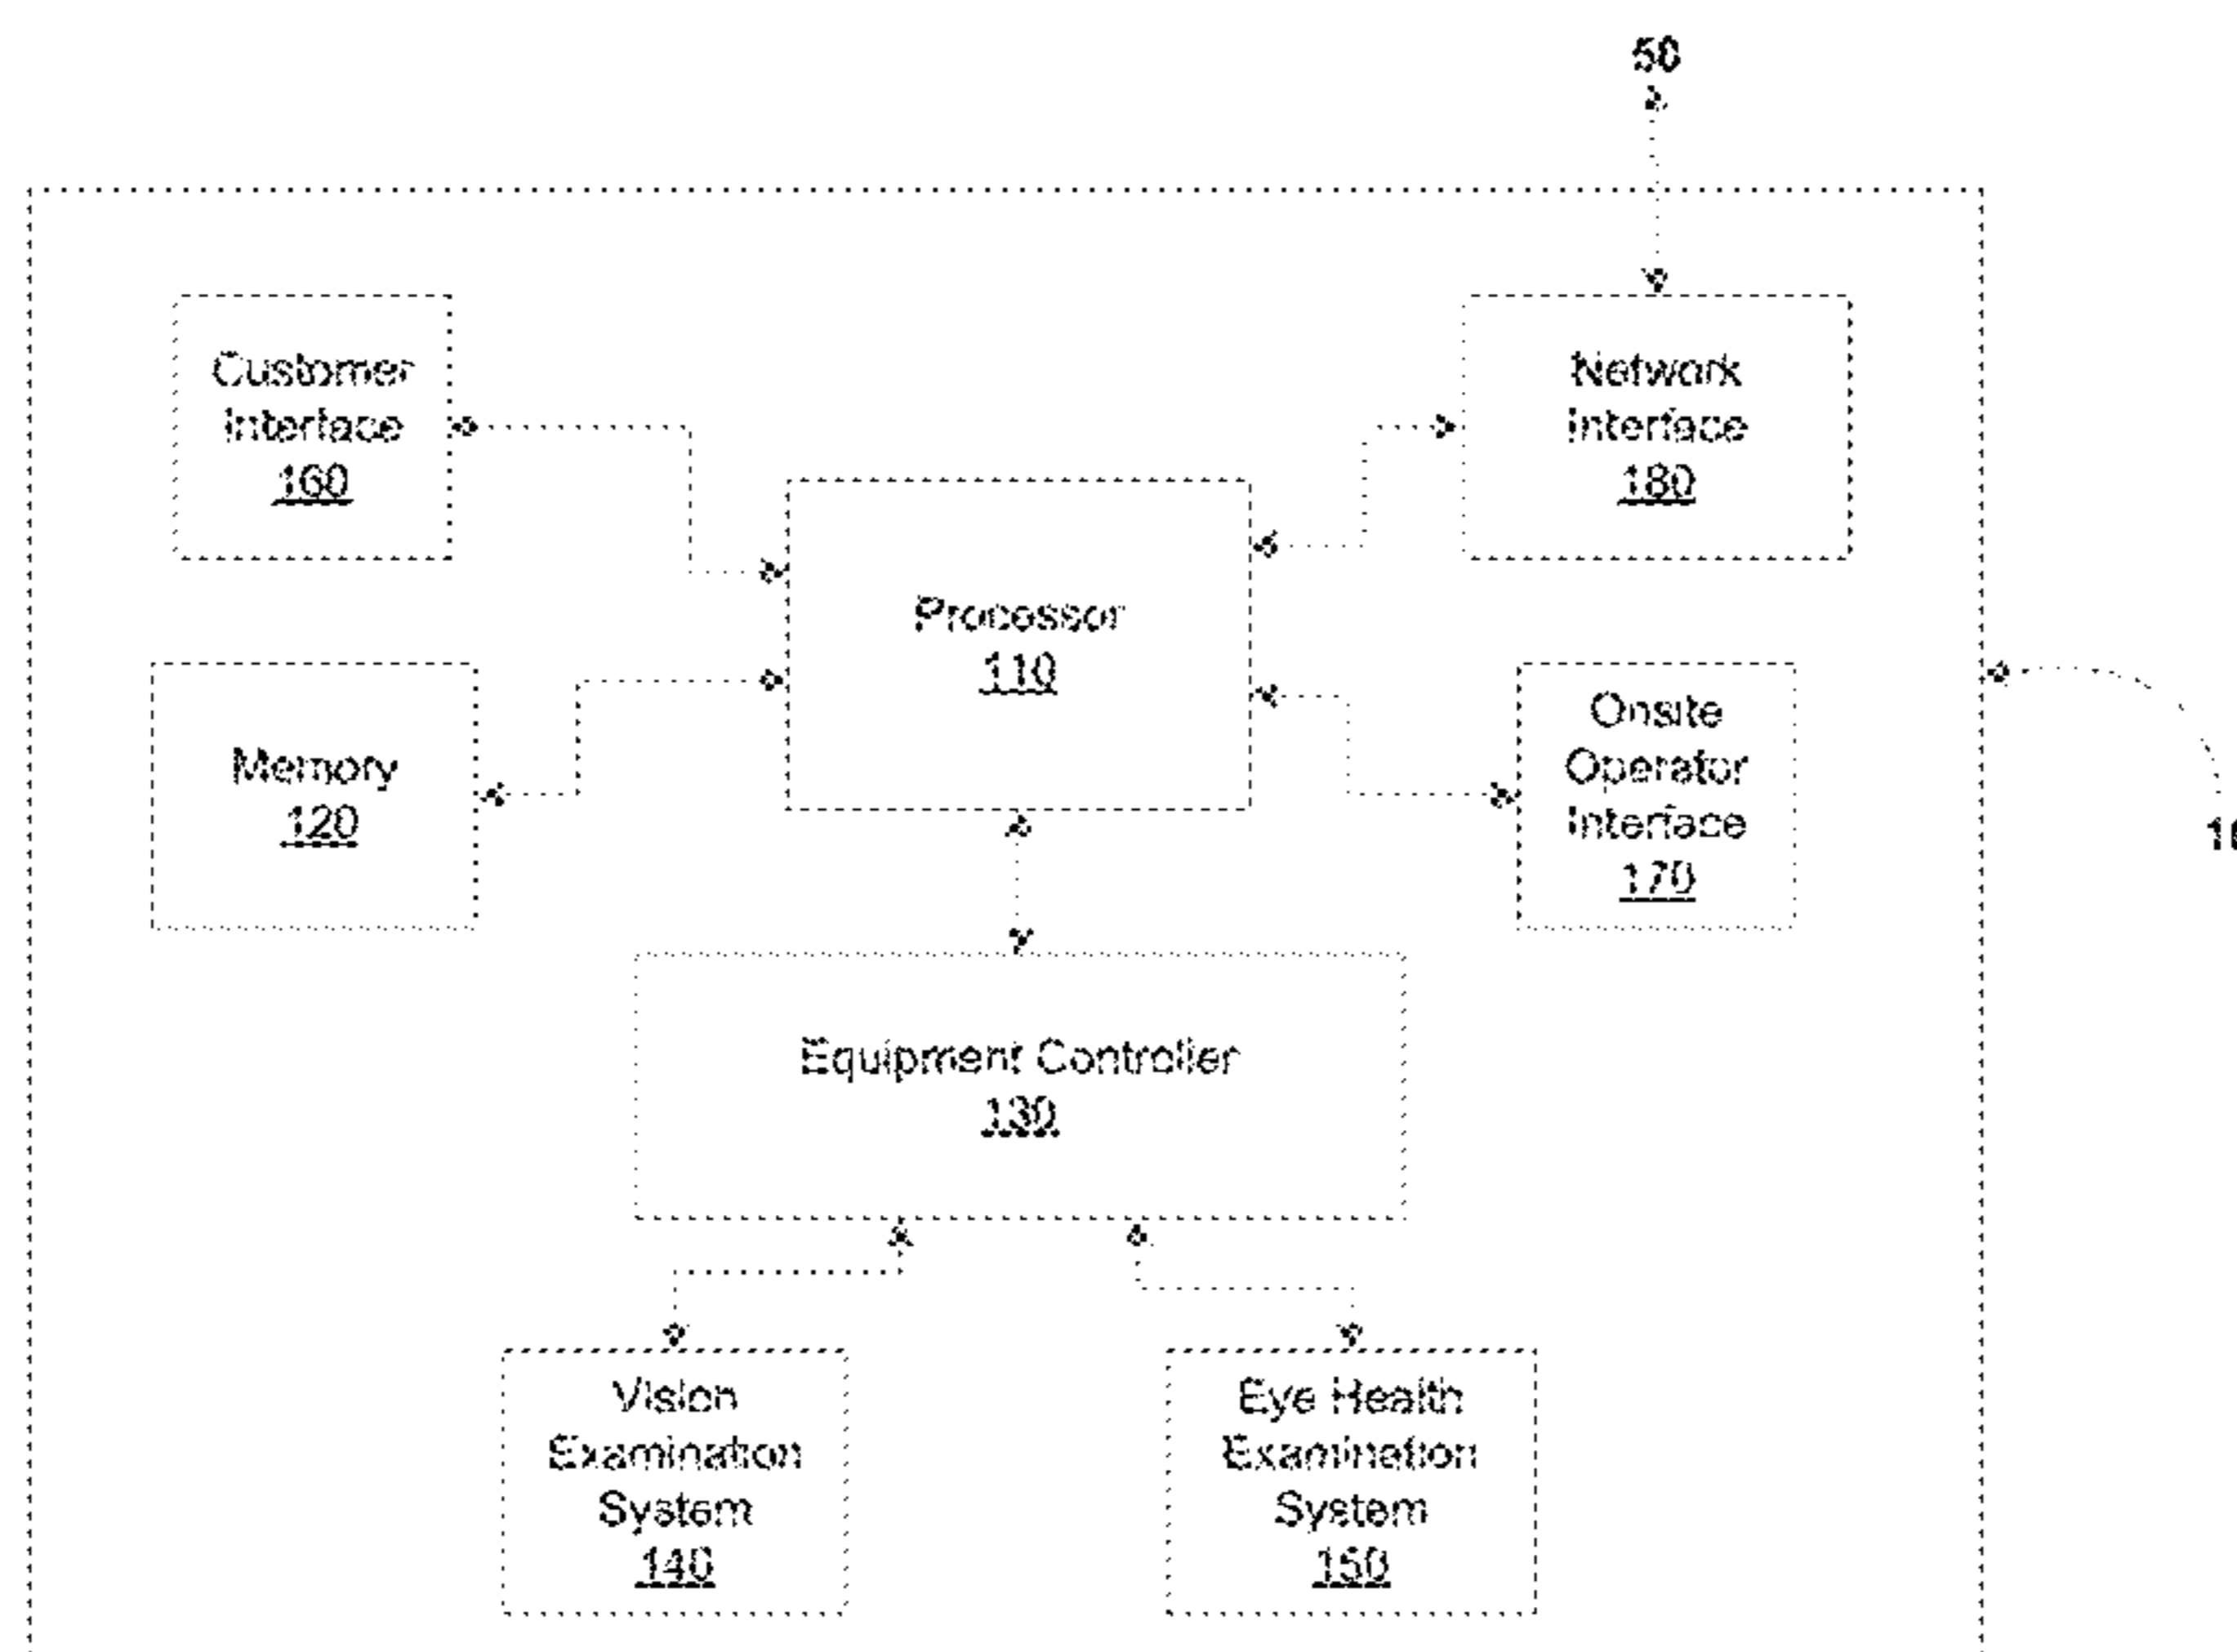 50
Customer
Interface
160
Network
Interface
180
Processor
110
Memory
120
Onsite
Operator
Interface
170
Equipment Controller
130
Vision
Examination
System
140
Eye Health
Examination
System
150